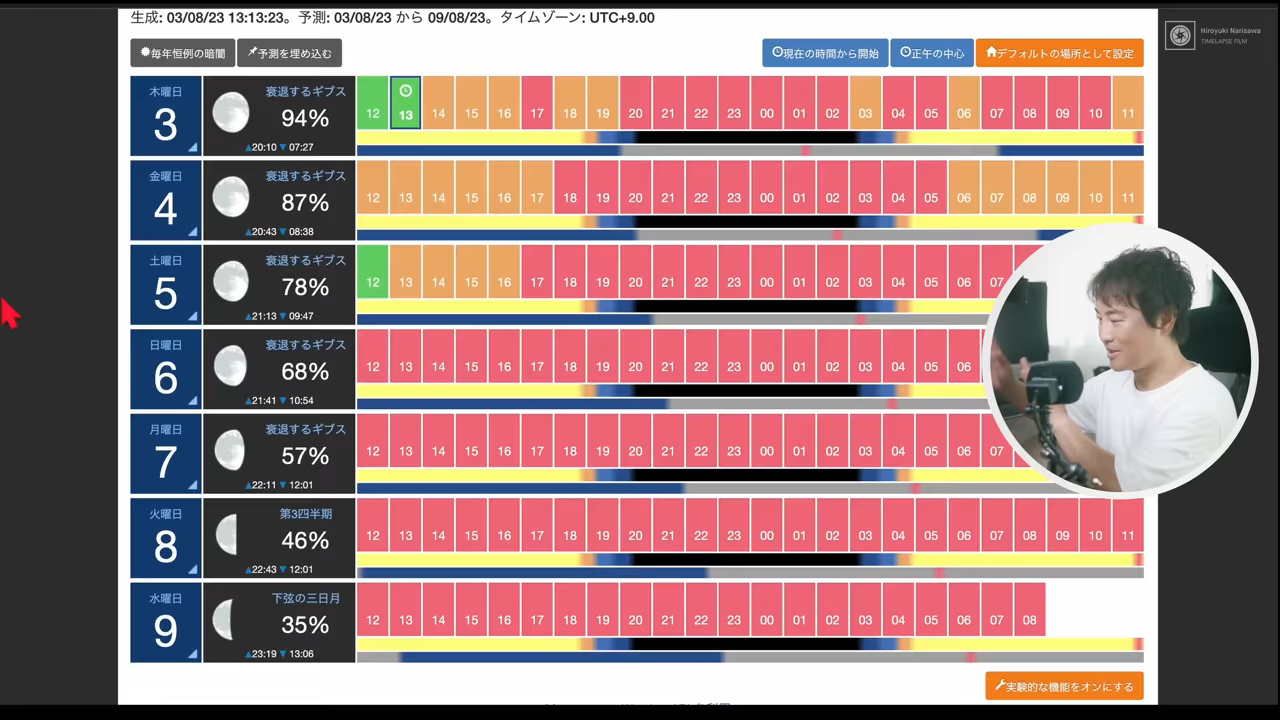 生成: 03/08/23 13:13:23。予測: 03/08/23 から 09/08/23。タイムゾーン: UTC+9.00
Hiroyuki Narisawa
TIMELAPSE FILM
毎年恒例の暗闇 予測を埋め込む 現在の時間から開始 正午の中心 デフォルトの場所として設定
木曜日 衰退するギブス
3 94% 12 13 14 15 16 17 18 19 20 21 22 23 00 01 02 03 04 05 06 07 08 09 10 11
▲20:10 ▼07:27
金曜日 衰退するギブス
4 87% 12 13 14 15 16 17 18 19 20 21 22 23 00 01 02 03 04 05 06 07 08 09 10 11
▲20:43 ▼08:38
土曜日 衰退するギブス
5 78% 12 13 14 15 16 17 18 19 20 21 22 23 00 01 02 03 04 05 06 07
▲21:13 ▼09:47
日曜日 衰退するギブス
6 68% 12 13 14 15 16 17 18 19 20 21 22 23 00 01 02 03 04 05 06
▲21:41 ▼10:54
月曜日 衰退するギブス
7 57% 12 13 14 15 16 17 18 19 20 21 22 23 00 01 02 03 04 05 06 07
▲22:11 ▼12:01
火曜日 第3四半期
8 46% 12 13 14 15 16 17 18 19 20 21 22 23 00 01 02 03 04 05 06 07 08 09 10 11
▲22:43 ▼12:01
水曜日 下弦の三日月
9 35% 12 13 14 15 16 17 18 19 20 21 22 23 00 01 02 03 04 05 06 07 08
▲23:19 ▼13:06
実験的な機能をオンにする